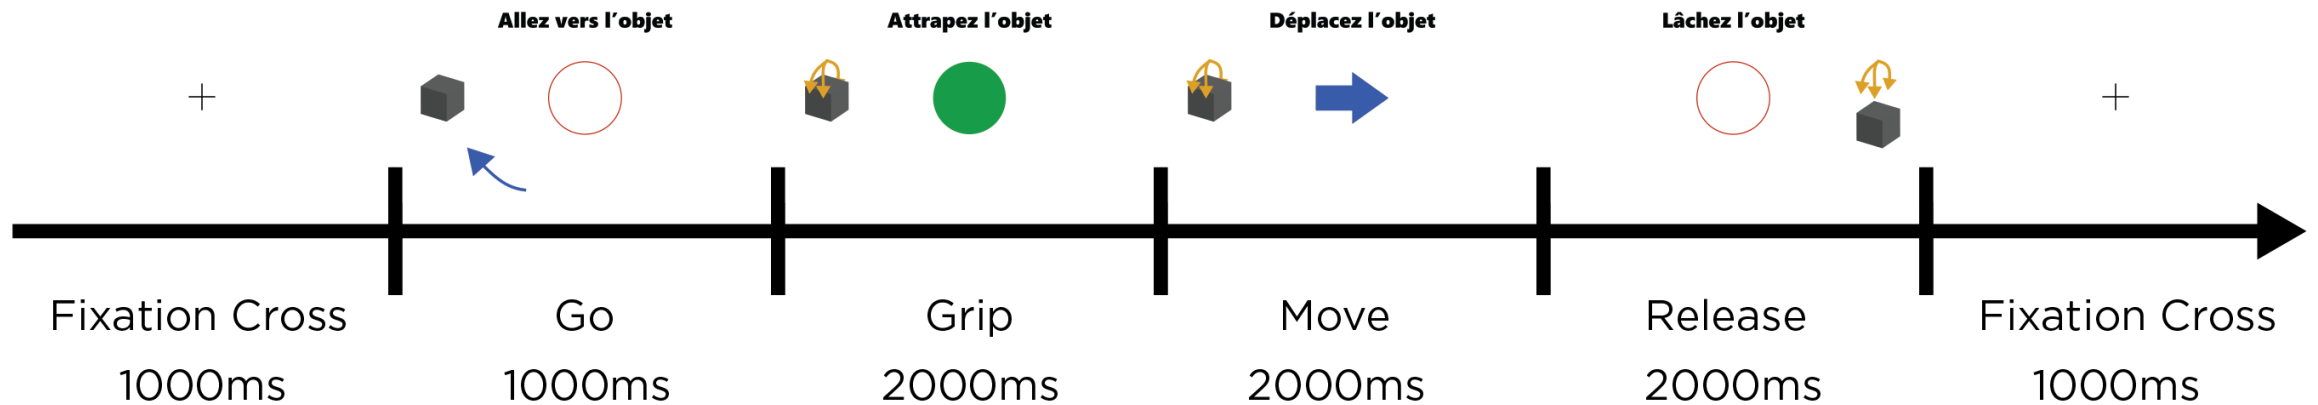 Allez vers l'objet
Attrapez l'objet
Déplacez l'objet
Lâchez l'objet
Fixation Cross
Go
Grip
Move
Release
Fixation Cross
1000ms
1000ms
2000ms
2000ms
2000ms
1000ms